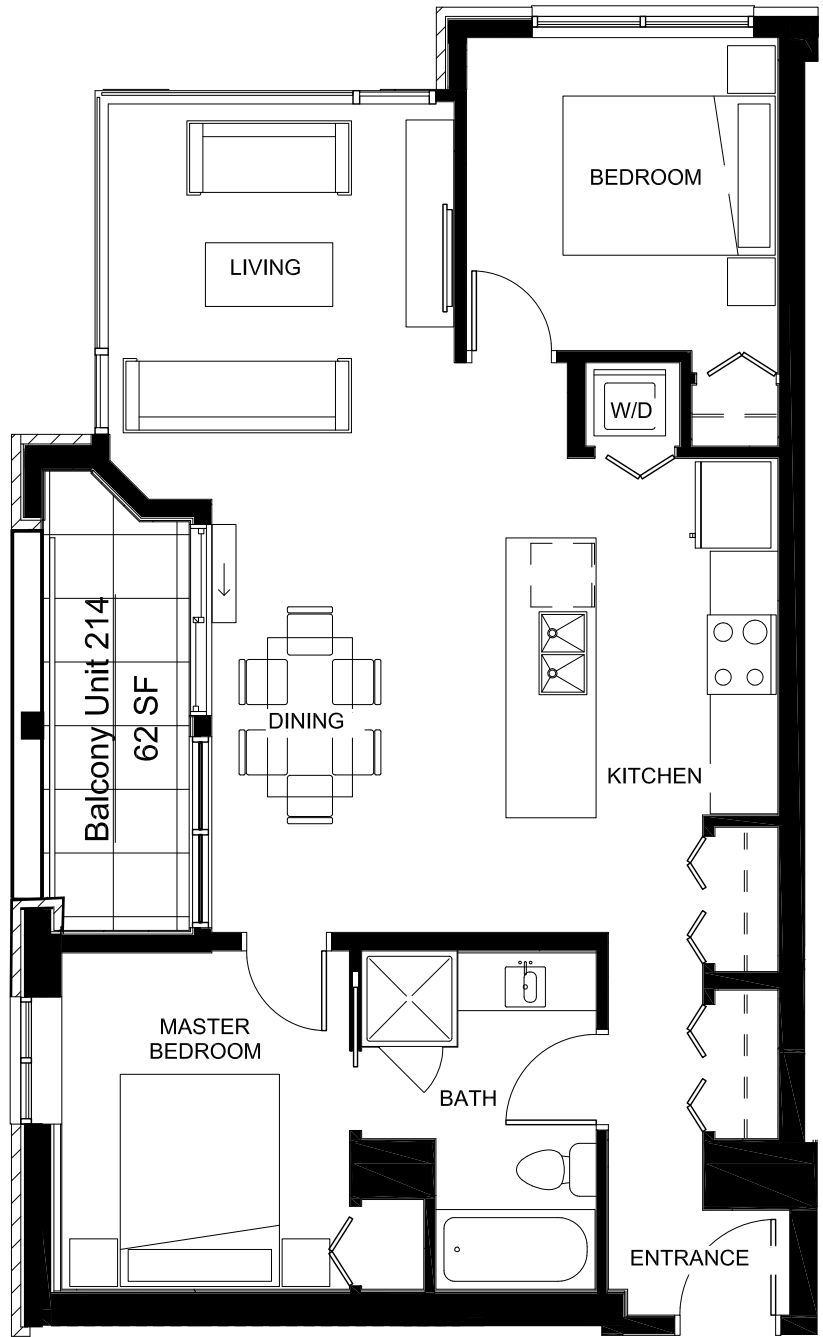 BEDROOM
LIVING
W/D
Balcony Unit 214
62 SF
DINING
KITCHEN
MASTER
BEDROOM
BATH
ENTRANCE